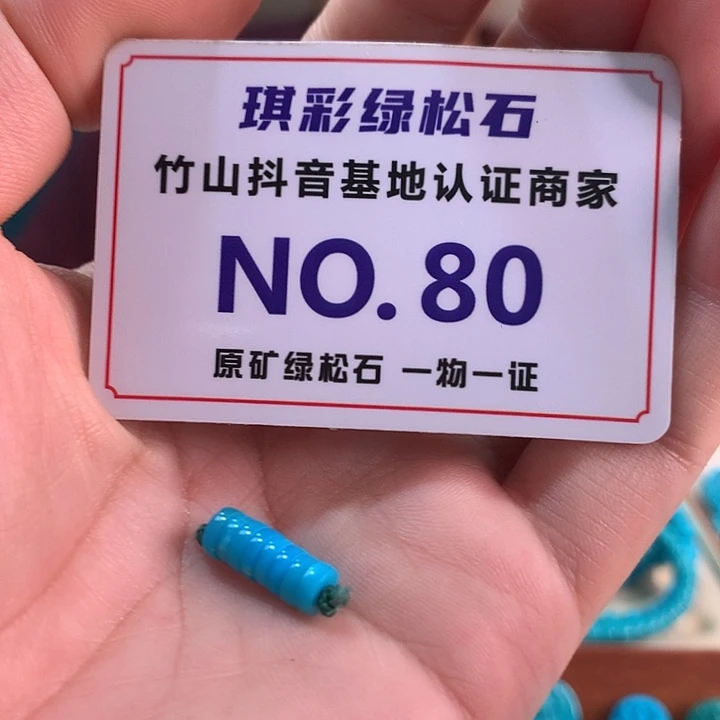 琪彩绿松石
竹山抖音基地认证商家
NO.80
原矿绿松石 一物一证